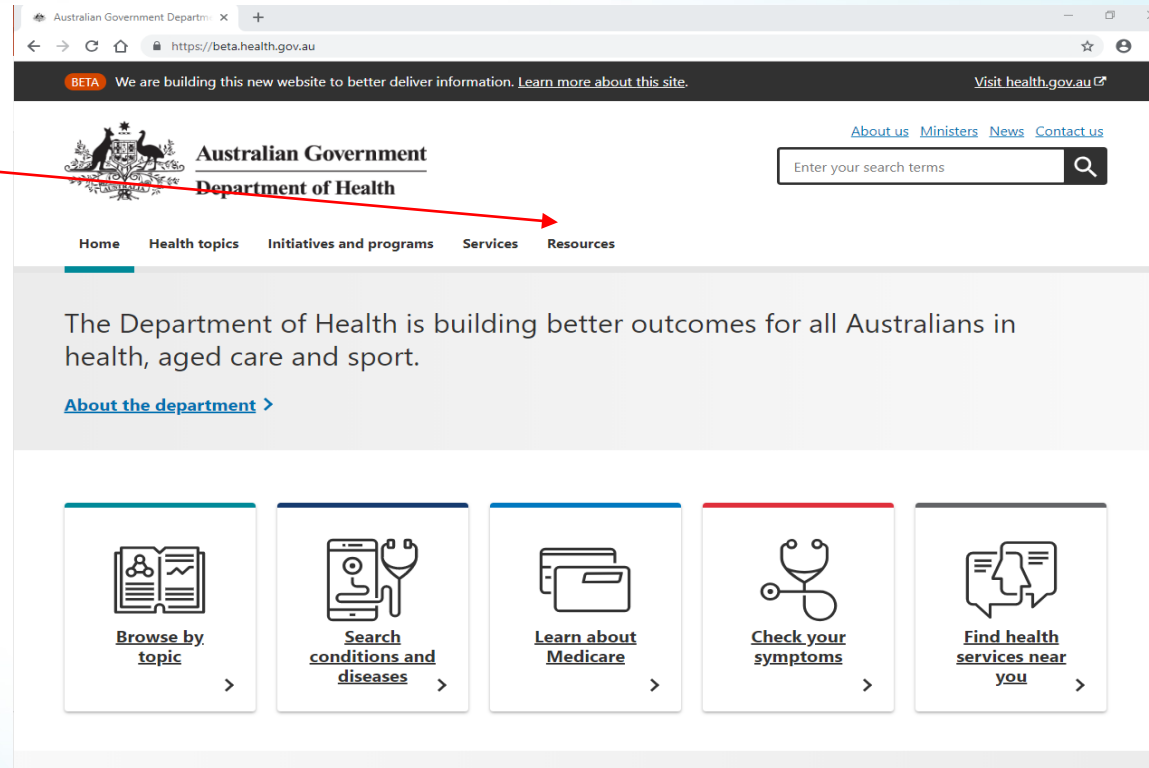 Australian Government Departm
https://beta.health.gov.au
BETA We are building this new website to better deliver information. Learn more about this site. Visit health.gov.au
About us Ministers News Contact us
Australian Government
Department of Health
Enter your search terms
Home Health topics Initiatives and programs Services Resources
The Department of Health is building better outcomes for all Australians in
health, aged care and sport.
About the department
Browse by
topic
Search
conditions and
diseases
Learn about
Medicare
Check your
symptoms
Find health
services near
you